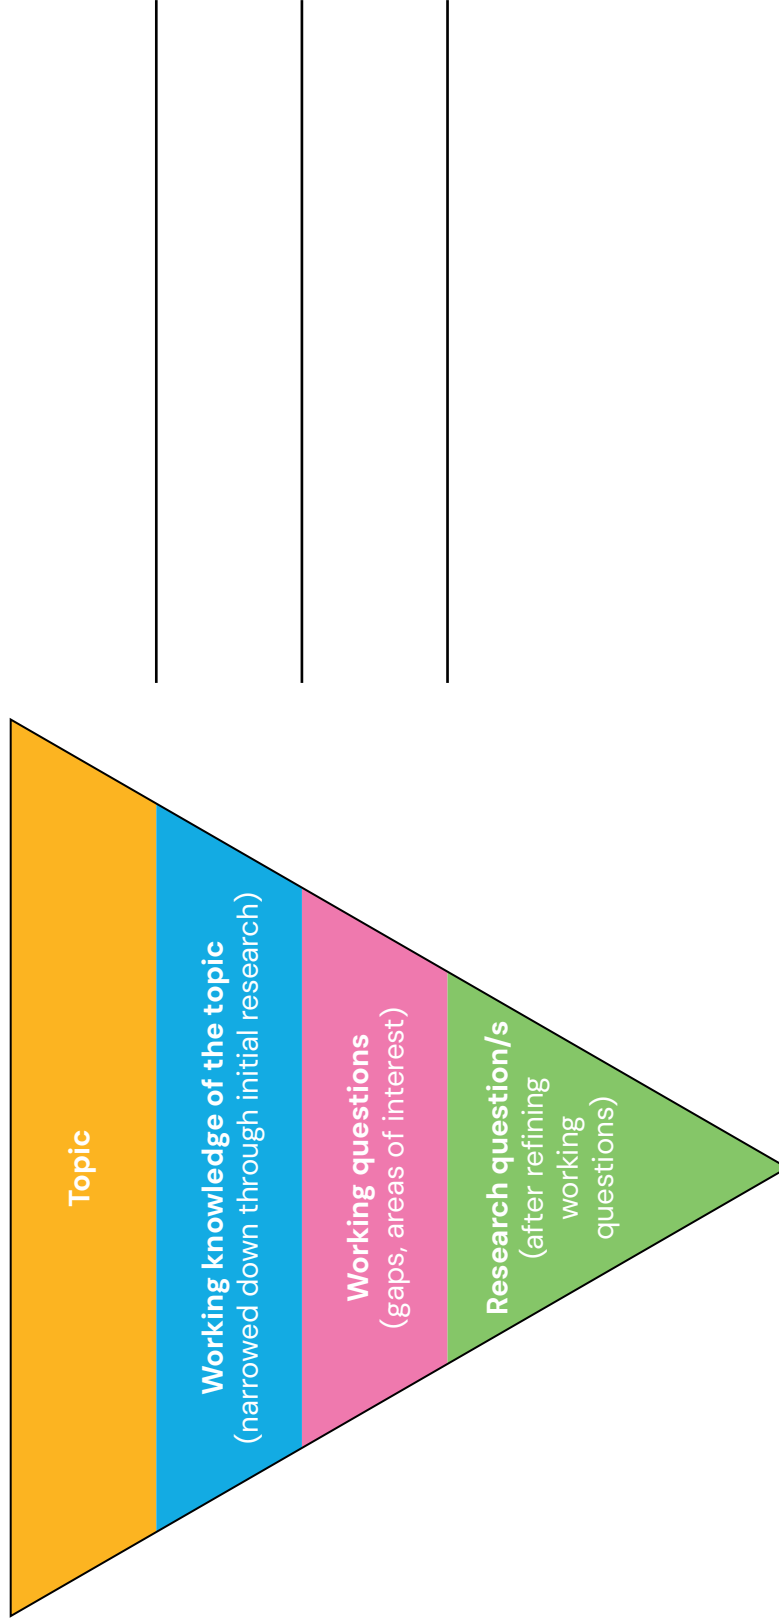 Topic
Working knowledge of the topic
(narrowed down through initial research)
Working questions
(gaps, areas of interest)
Research question/s
(after refining
working
questions)